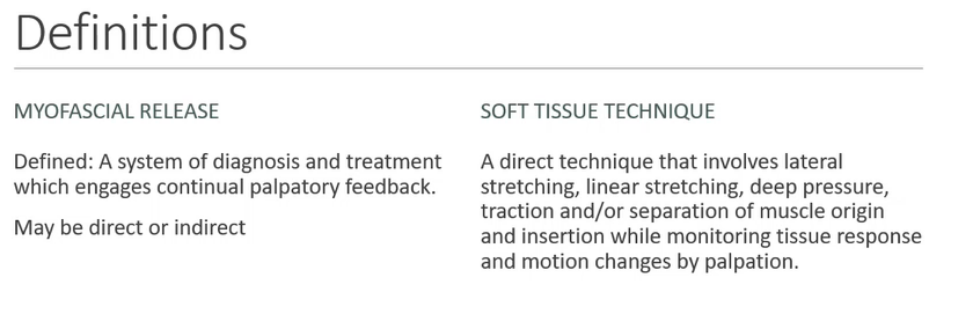 Definitions
MYOFASCIAL RELEASE
Defined: A system of diagnosis and treatment
which engages continual palpatory feedback.
May be direct or indirect
SOFT TISSUE TECHNIQUE
A direct technique that involves lateral
stretching, linear stretching, deep pressure,
traction and/or separation of muscle origin
and insertion while monitoring tissue response
and motion changes by palpation.